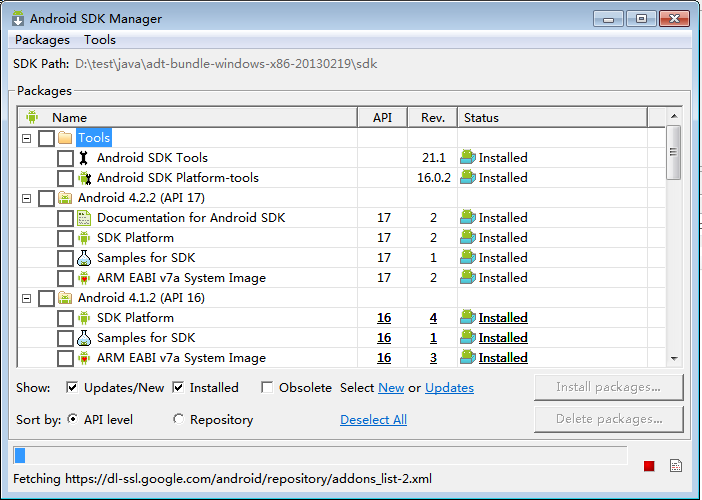 Android SDK Manager
Packages Tools
SDK Path: D:\test\java\adt-bundle-windows-x86-20130219\sdk
Packages
Name API Rev. Status
Tools
Android SDK Tools 21.1 Installed
Android SDK Platform-tools 16.0.2 Installed
Android 4.2.2 (API 17)
Documentation for Android SDK 17 2 Installed
SDK Platform 17 2 Installed
Samples for SDK 17 1 Installed
ARM EABI v7a System Image 17 2 Installed
Android 4.1.2 (API 16)
SDK Platform 16 4 Installed
Samples for SDK 16 1 Installed
ARM EABI v7a System Image 16 3 Installed
Show: Updates/New Installed Obsolete Select New or Updates Install packages...
Sort by: API level Repository Deselect All Delete packages...
Fetching https://dl-ssl.google.com/android/repository/addons_list-2.xml